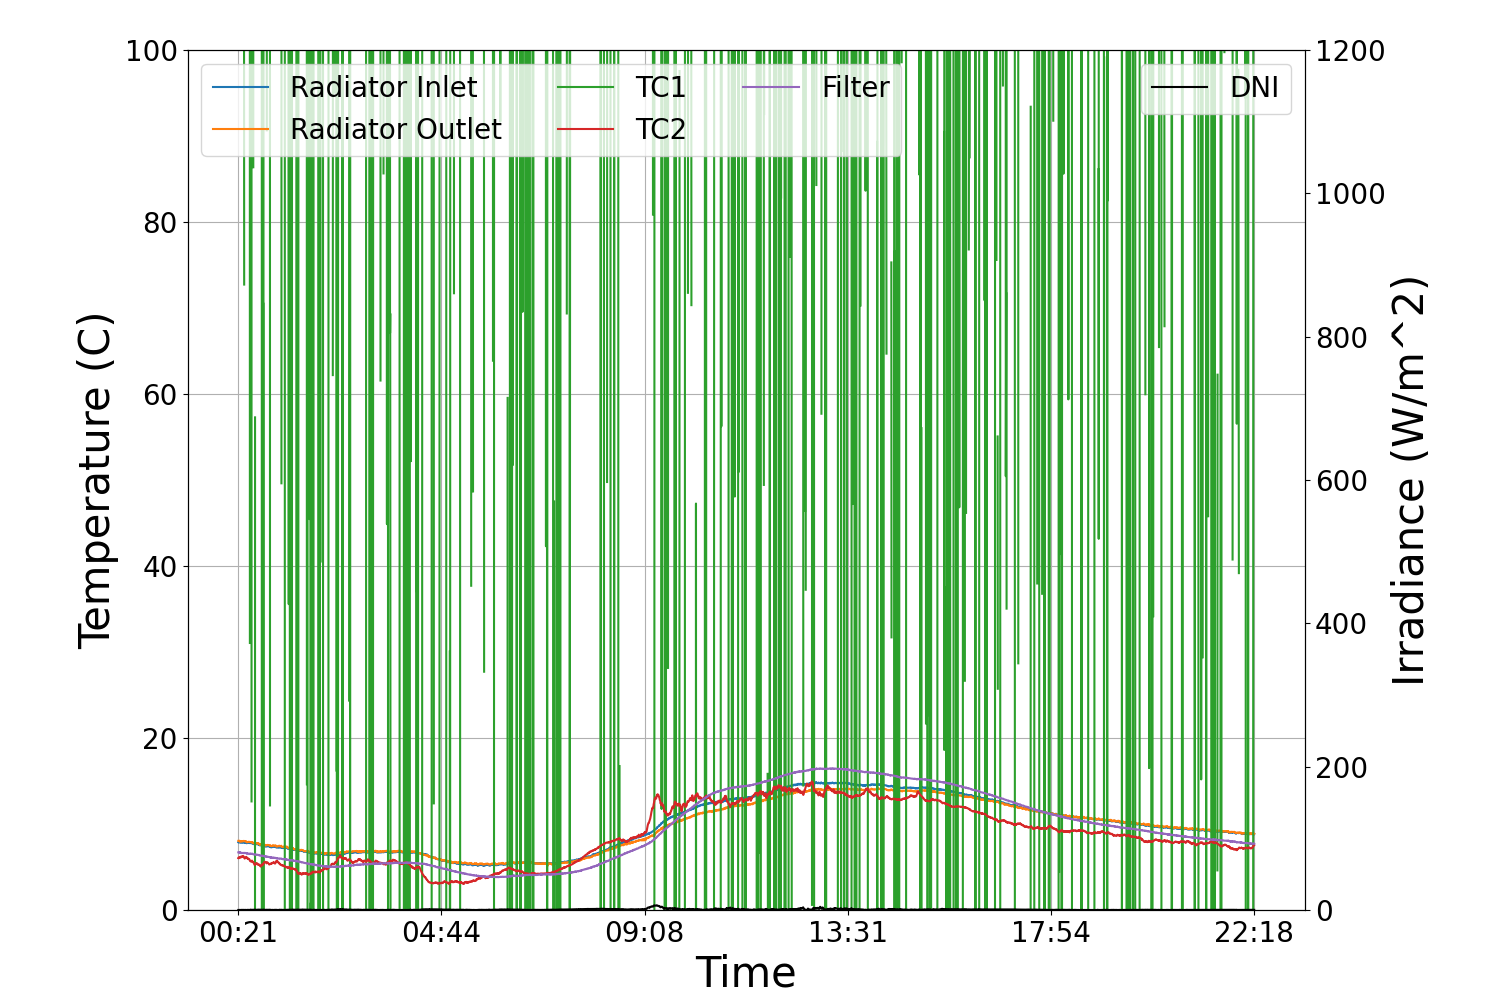 100
80
60
40
20
0
Temperature (C)
Radiator Inlet
Radiator Outlet
TC1
TC2
Filter
DNI
1200
1000
800
600
400
200
0
Irradiance (W/m^2)
00:21 04:44 09:08 13:31 17:54 22:18
Time